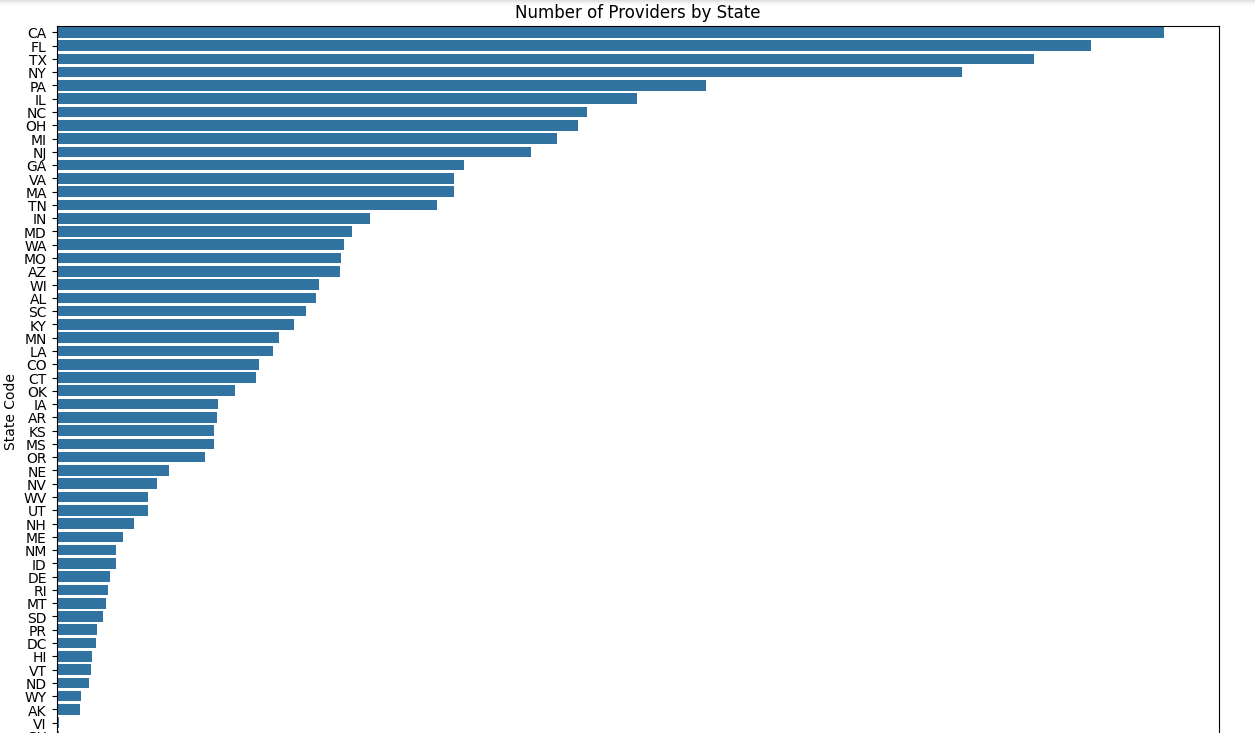 Number of Providers by State
State Code
CA
FL
TX
NY
PA
IL
NC
OH
MI
NJ
GA
VA
MA
TN
IN
MD
WA
MO
AZ
WI
AL
SC
KY
MN
LA
CO
CT
OK
IA
AR
KS
MS
OR
NE
NV
WV
UT
NH
ME
NM
ID
DE
RI
MT
SD
PR
DC
HI
VT
ND
WY
AK
VI